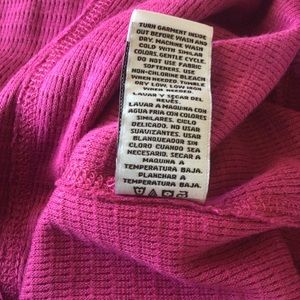 TURN GARMENT INSIDE
OUT BEFORE WASH AND
DRY. MACHINE WASH
COLD WITH SIMILAR
COLORS. GENTLE CYCLE.
DO NOT USE FABRIC
SOFTENERS. USE
NON-CHLORINE BLEACH
WHEN NEEDED. TUMBLE
DRY LOW. LOW IRON
WHEN NEEDED.
LAVAR Y SECAR DEL
REVÉS.
LAVAR A MAQUINA CON
AGUA FRIA CON COLORES
SIMILARES. CICLO
DELICADO. NO USAR
SUAVIZANTES. USAR
BLANQUEADOR SIN
CLORO CUANDO SEA
NECESARIO. SECAR A
MAQUINA A
TEMPERATURA BAJA.
PLANCHAR A
TEMPERATURA BAJA.